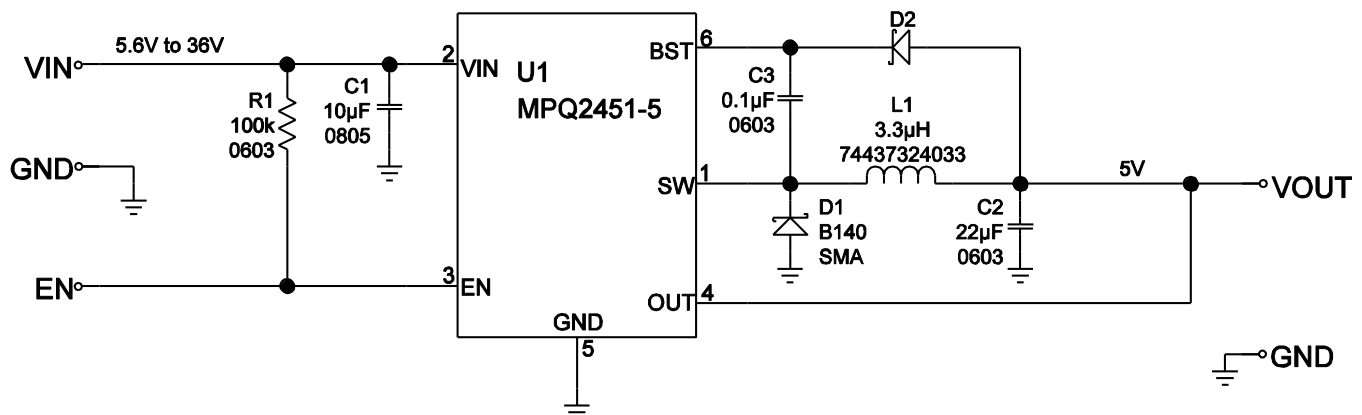 VIN
5.6V to 36V
R1
100k
0603
C1
10µF
0805
GND
EN
2
VIN
U1
MPQ2451-5
3
EN
GND
5
BST
6
SW
1
OUT
4
C3
0.1µF
0603
D2
L1
3.3µH
74437324033
D1
B140
SMA
5V
C2
22µF
0603
VOUT
GND